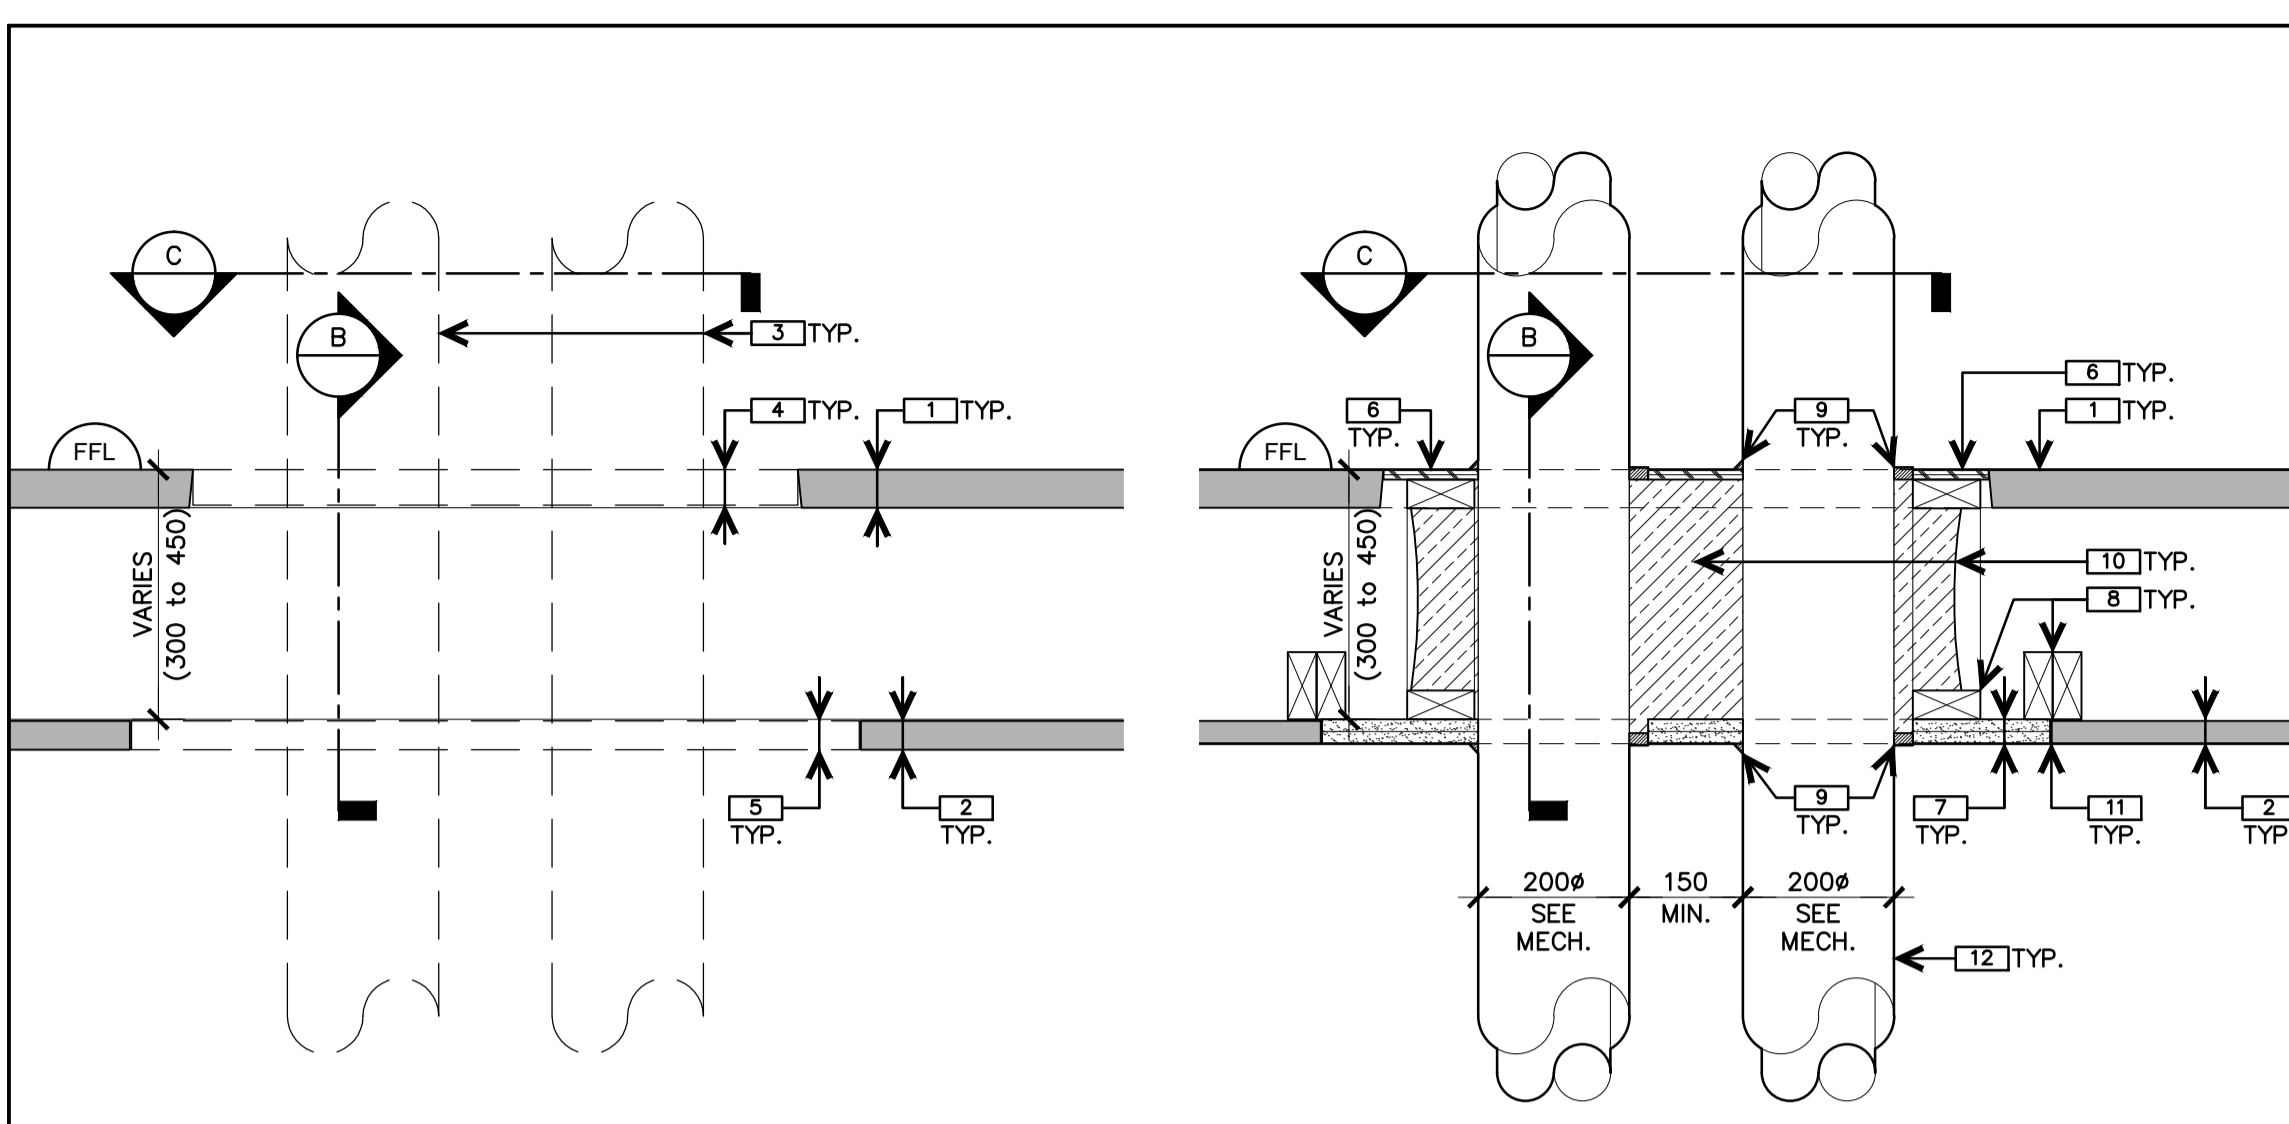 C
B
3 TYP.
4 TYP.
1 TYP.
FFL
VARIES
(300 to 450)
5
TYP.
2
TYP.
C
B
6 TYP.
6
TYP.
9
TYP.
1 TYP.
FFL
VARIES
(300 to 450)
10 TYP.
8 TYP.
9
TYP.
7
TYP.
11
TYP.
2
TYP
200ø
SEE
MECH.
150
MIN.
200ø
SEE
MECH.
12 TYP.